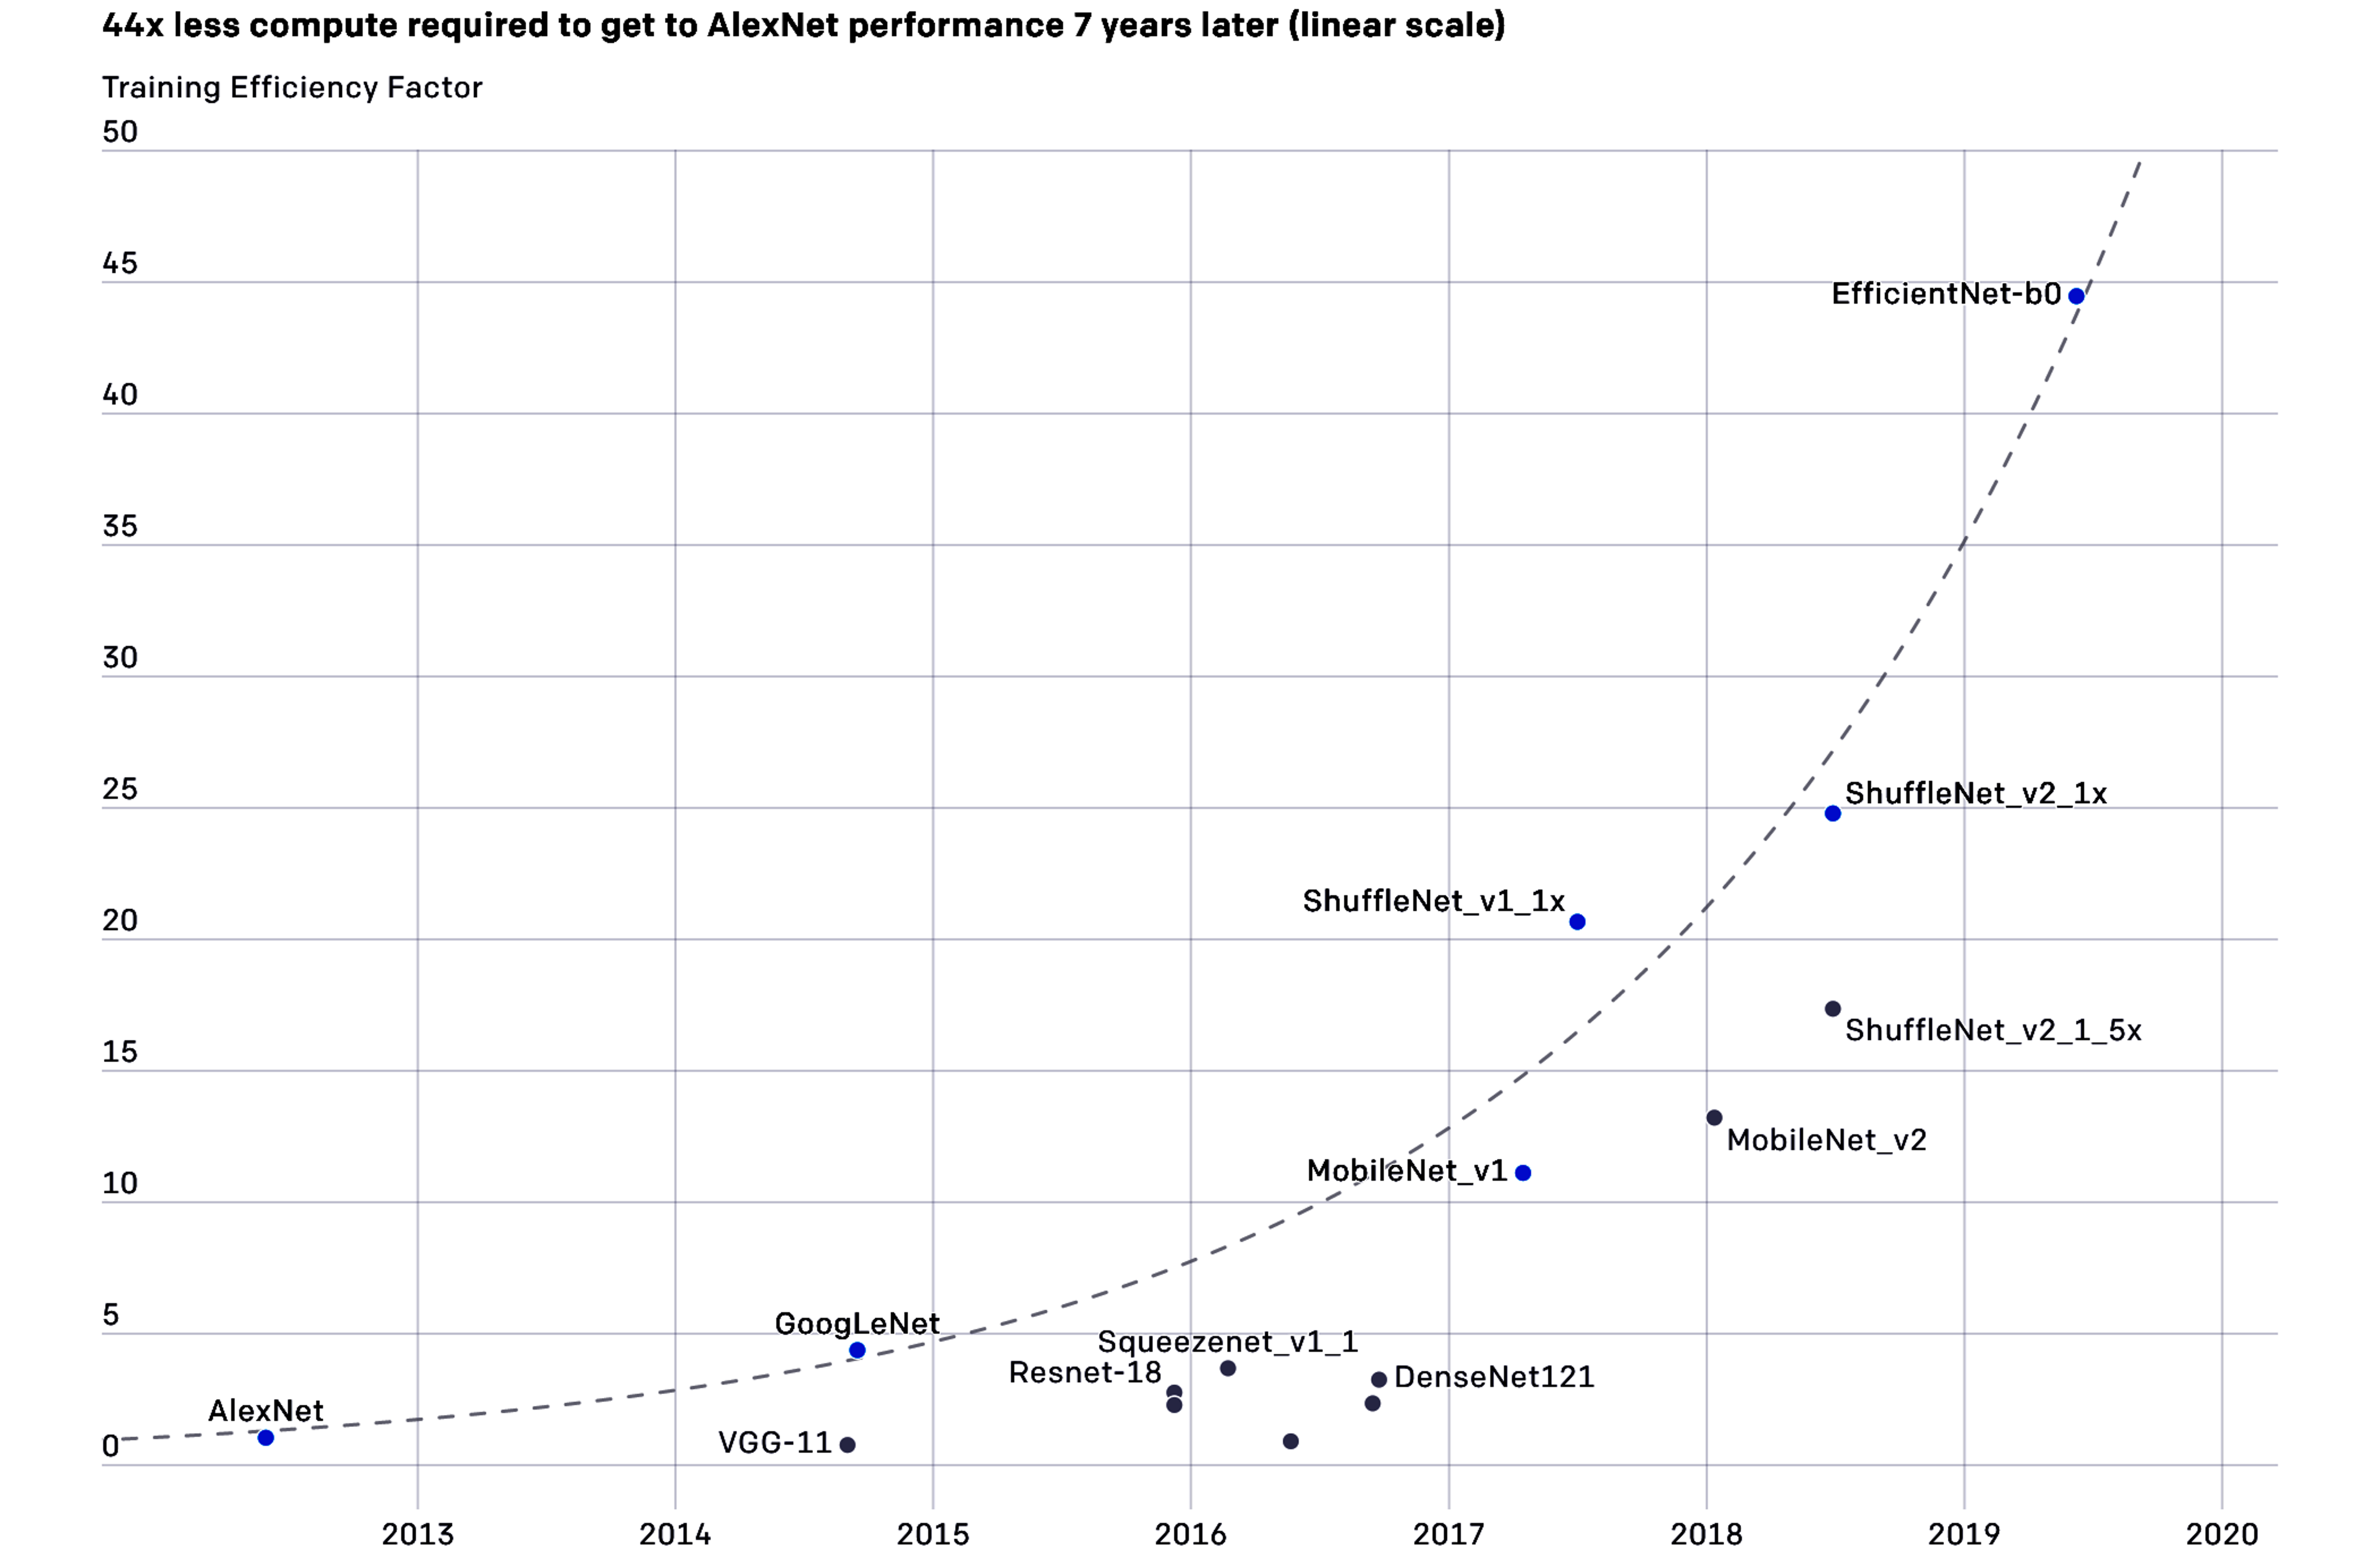 44x less compute required to get to AlexNet performance 7 years later (linear scale)
Training Efficiency Factor
50
45
EfficientNet-b0
40
35
30
25
ShuffleNet_v2_1x
ShuffleNet_v1_1x
20
ShuffleNet_v2_1_5x
15
MobileNet_v2
MobileNet_v1
10
5
GoogLeNet
Squeezenet_v1_1
Resnet-18
DenseNet121
AlexNet
VGG-11
0
2013
2014
2015
2016
2017
2018
2019
2020